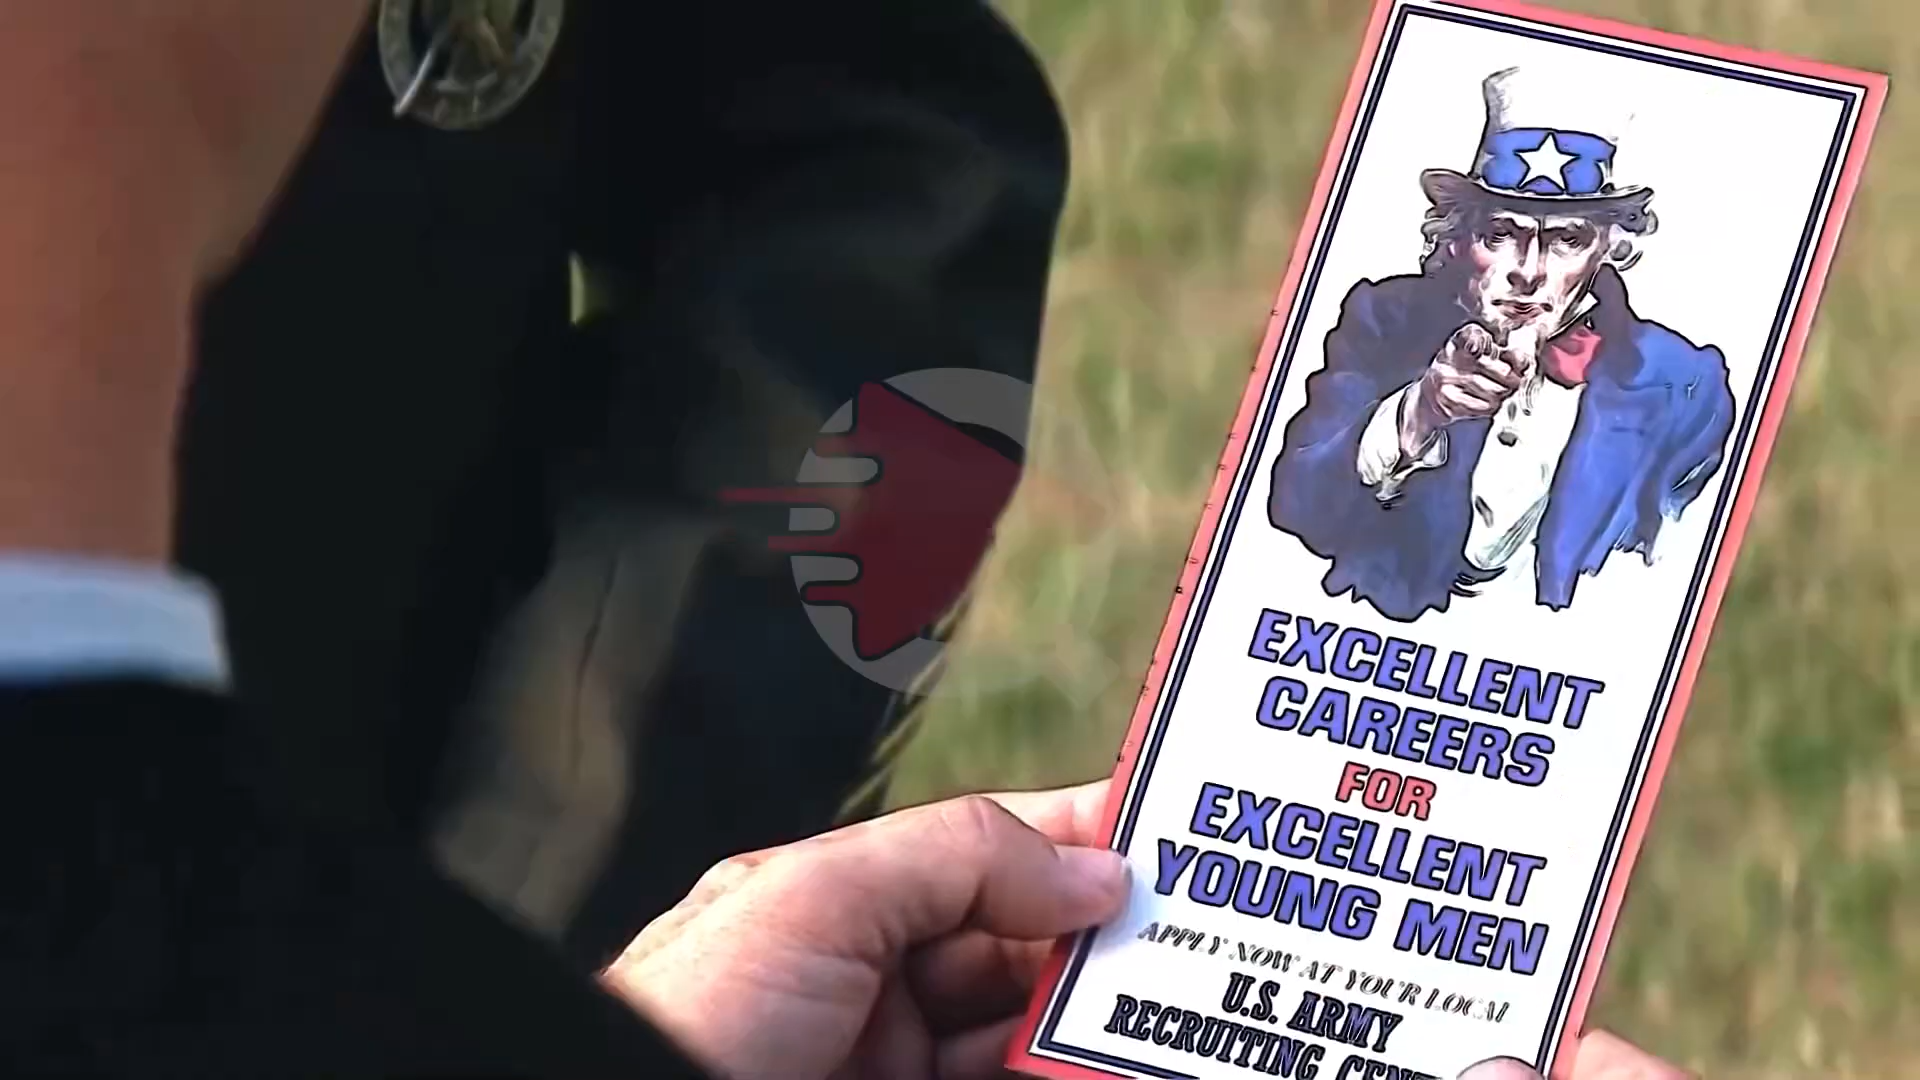 EXCELLENT
CAREERS
FOR
EXCELLENT
YOUNG MEN
APPLY NOW AT YOUR LOCAL
U.S. ARMY
RECRUITING